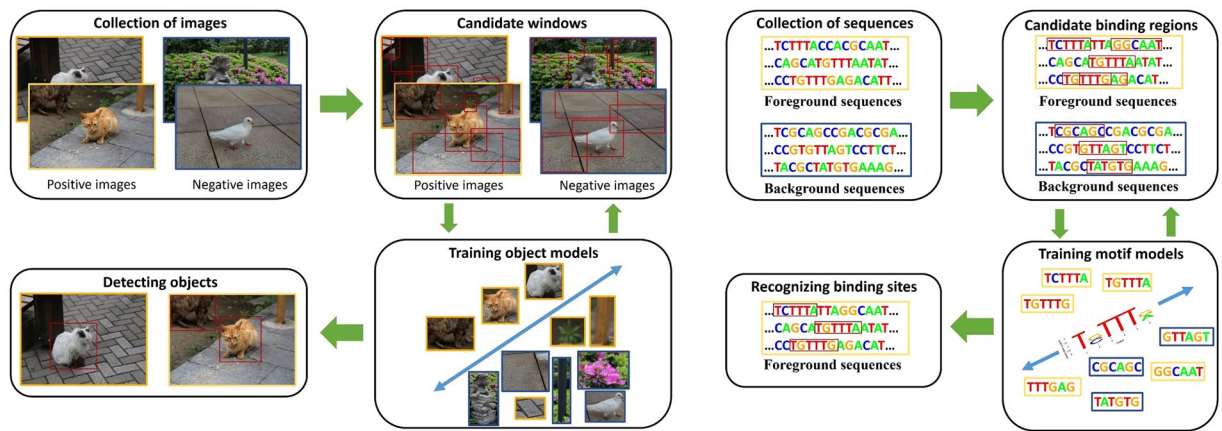 Collection of images
Positive images
Negative images
Candidate windows
Positive images
Negative images
Training object models
Detecting objects
Collection of sequences
...TCTTTACCACGCAAT...
...CAGCATGTTTAATAT...
...CCTGTTTGAGACATT...
Foreground sequences
...TCGCAGCCGACGCGA...
...CCGTGTTAGTCCTTCT...
...TACGCTATGTGAAAG...
Background sequences
Candidate binding regions
...TCTTTATTAGGCAAT...
...CAGCATGTTTAATAT...
...CCTGTTTGAGACAT...
Foreground sequences
...TCGCAGCCGACGCGA...
...CCGTGTTAGTCCTTCT...
...TACGCTATGTGAAAG...
Background sequences
Training motif models
TCTTTA
TGTTTA
TGTTTG
T TTT
GTTAGT
CGCAGC
GGCAAT
TTTGAG
TATGTG
Recognizing binding sites
...TCTTTATTAGGCAAT...
...CAGCATGTTTAATAT...
...CCTGTTTGAGACAT...
Foreground sequences